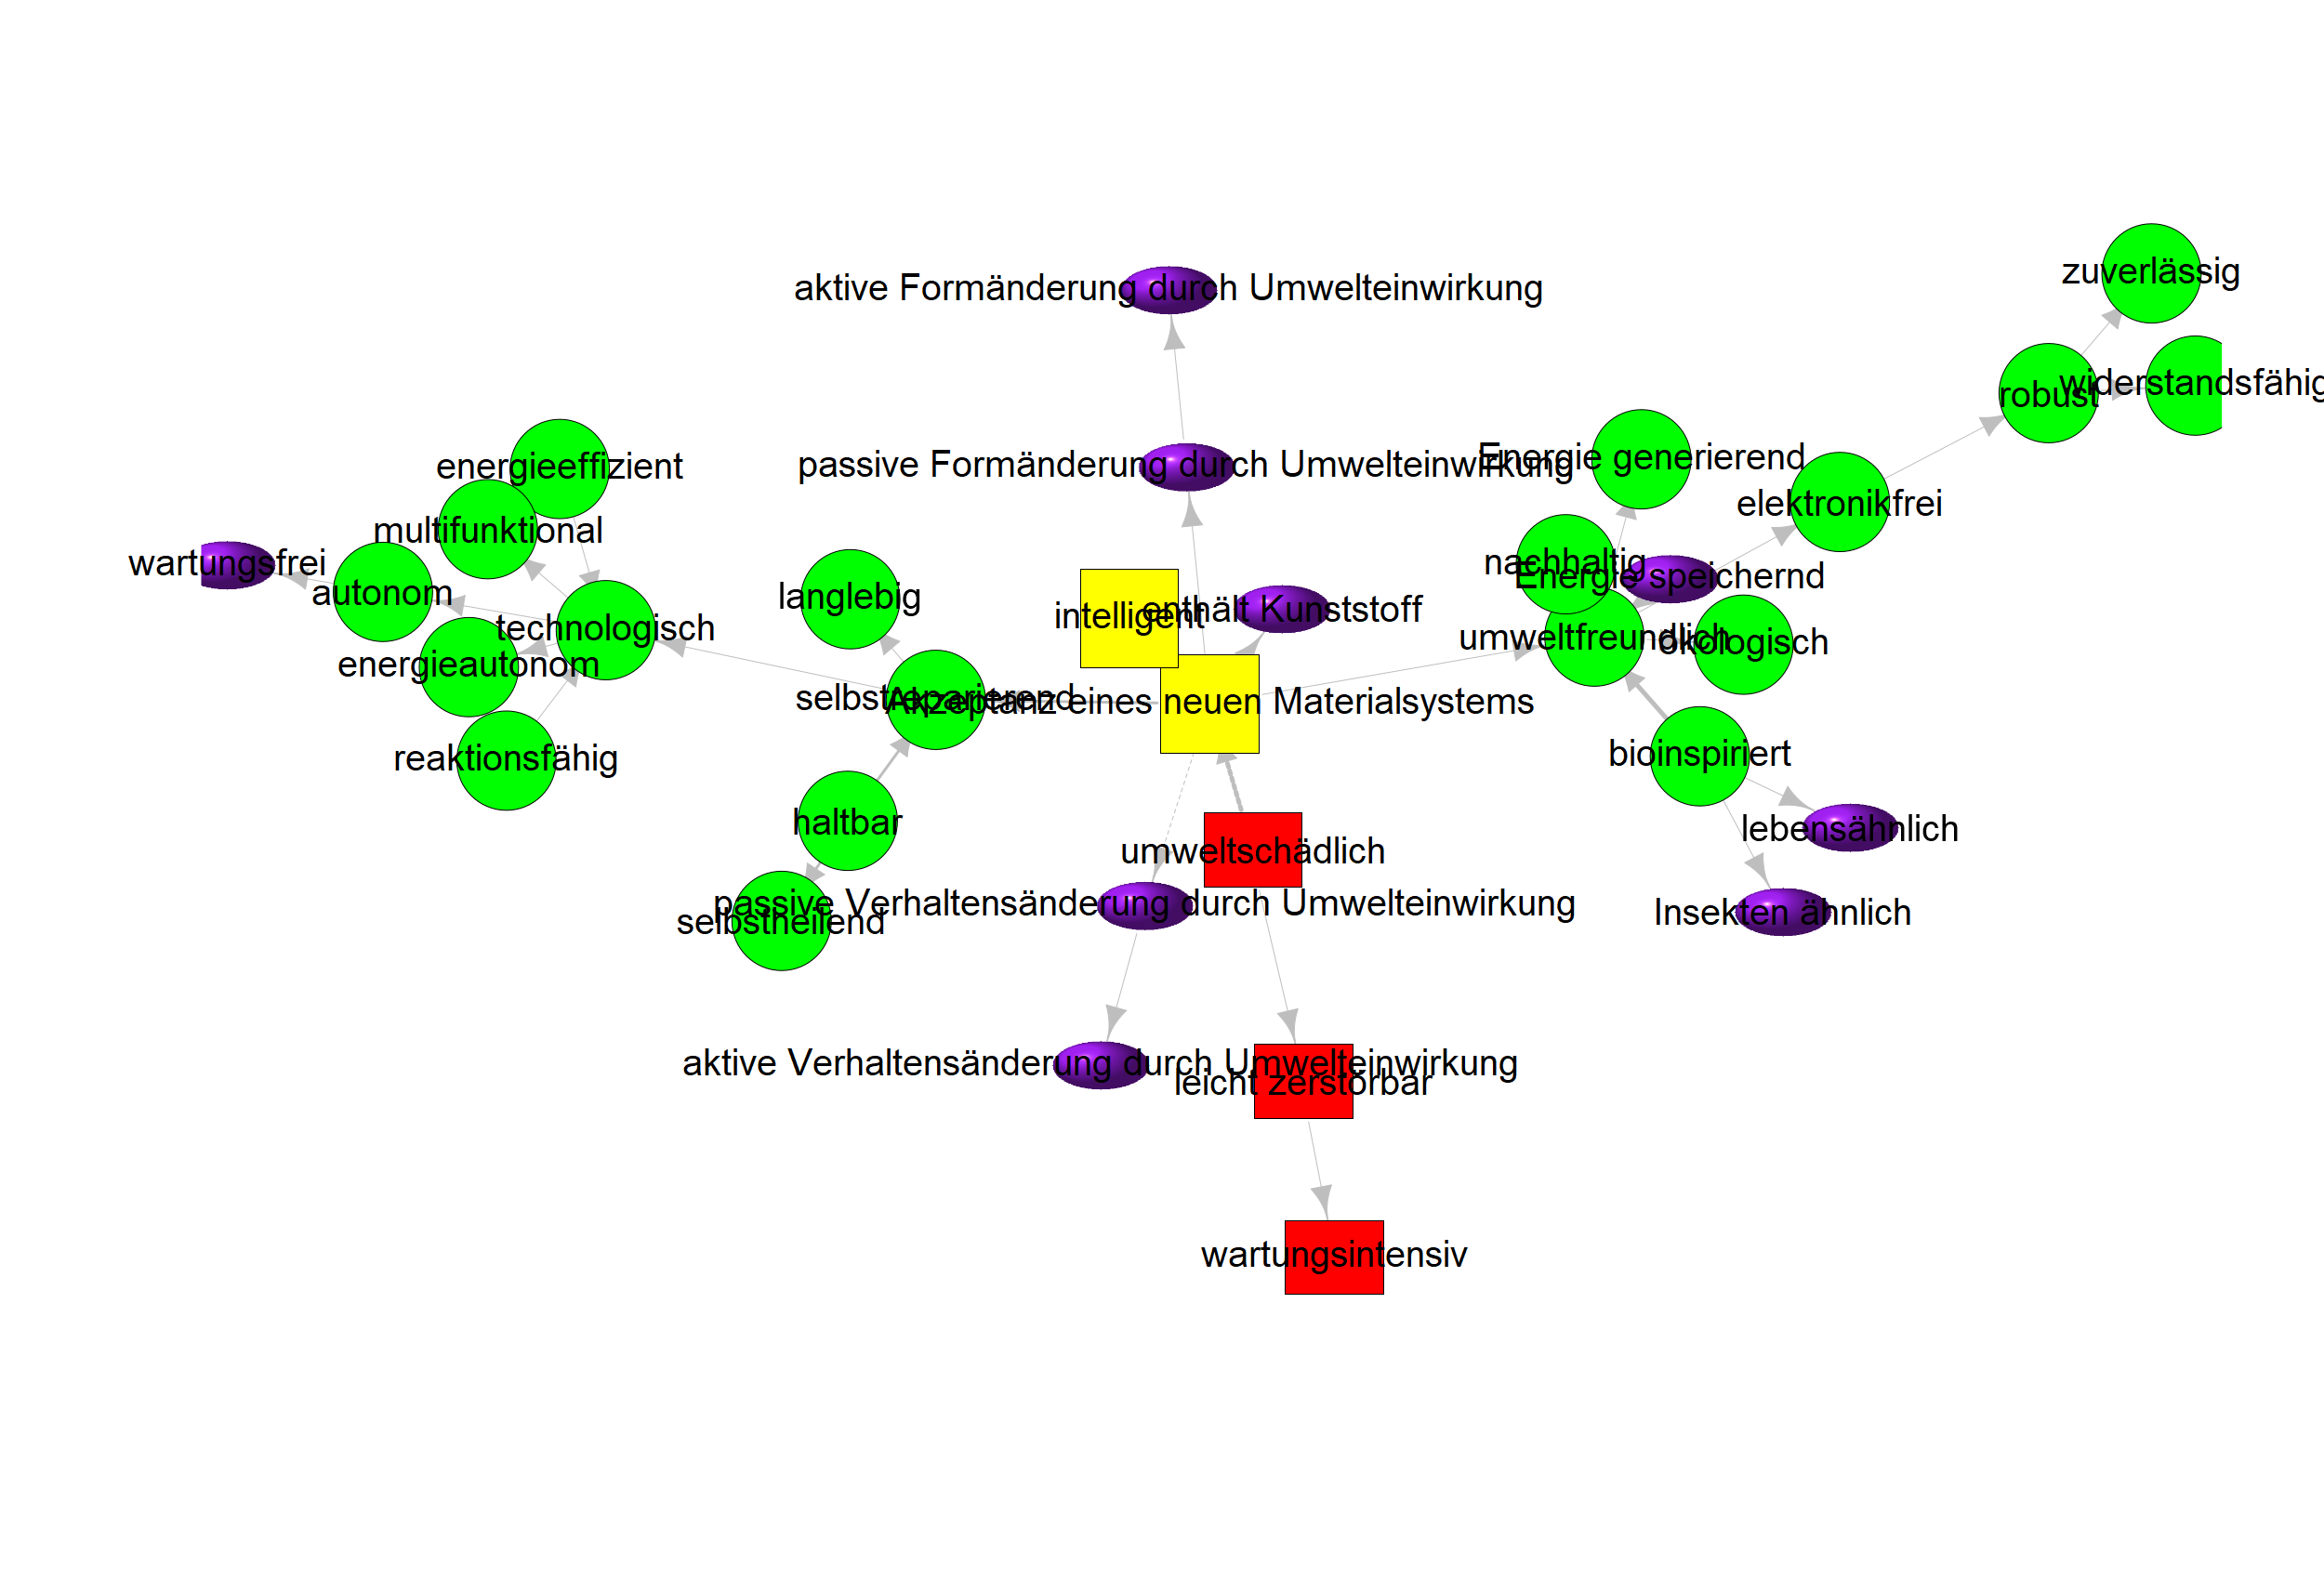 zuverlässig
aktive Formänderung durch Umwelteinwirkung
widerstandsfähig
robust
energieeffizient
passive Formänderung durch Umwelteinwirkung
Energie generierend
elektronikfrei
multifunktional
wartungsfrei
nachhaltig
Energie speichernd
autonom
langlebig
intelligent
enthält Kunststoff
technologisch
umweltfreundlich
ökologisch
energieautonom
selbstreparierend
Akzeptanz eines neuen Materialsystems
reaktionsfähig
bioinspiriert
haltbar
lebensähnlich
umweltschädlich
passive Verhaltensänderung durch Umwelteinwirkung
selbstheilend
Insekten ähnlich
aktive Verhaltensänderung durch Umwelteinwirkung
leicht zerstörbar
wartungsintensiv